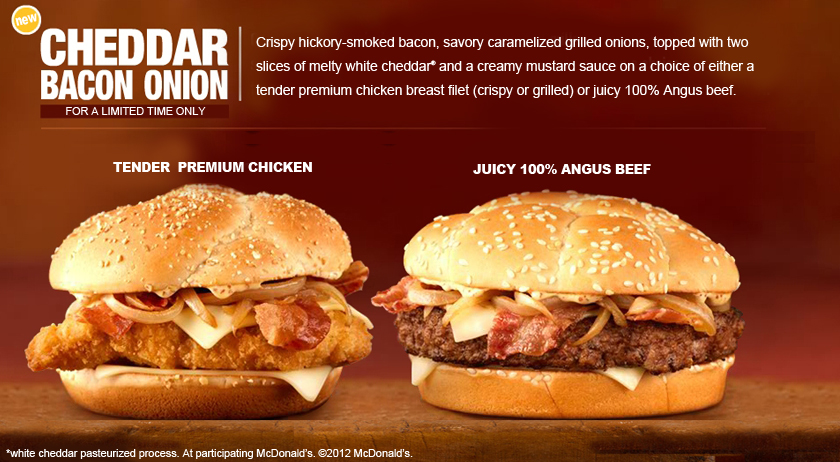 new
CHEDDAR
BACON ONION
FOR A LIMITED TIME ONLY
Crispy hickory-smoked bacon, savory caramelized grilled onions, topped with two
slices of melty white cheddar* and a creamy mustard sauce on a choice of either a
tender premium chicken breast filet (crispy or grilled) or juicy 100% Angus beef.
TENDER PREMIUM CHICKEN
JUICY 100% ANGUS BEEF
*white cheddar pasteurized process. At participating McDonald's. ©2012 McDonald's.